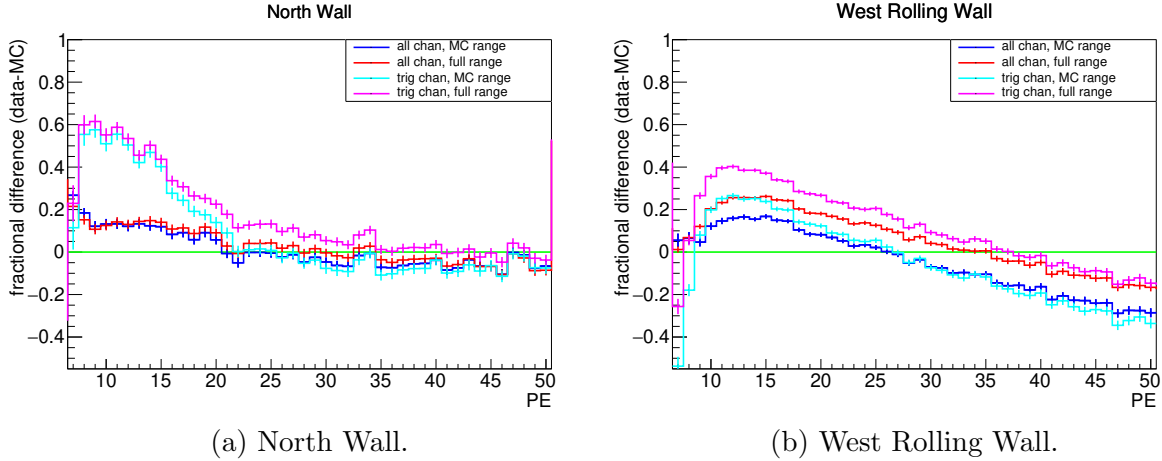 North Wall
fractional difference (data-MC)
1
0.8
0.6
0.4
0.2
0
−0.2
−0.4
all chan, MC range
all chan, full range
trig chan, MC range
trig chan, full range
10 15 20 25 30 35 40 45 50
PE
(a) North Wall.
West Rolling Wall
fractional difference (data-MC)
1
0.8
0.6
0.4
0.2
0
−0.2
−0.4
all chan, MC range
all chan, full range
trig chan, MC range
trig chan, full range
10 15 20 25 30 35 40 45 50
PE
(b) West Rolling Wall.